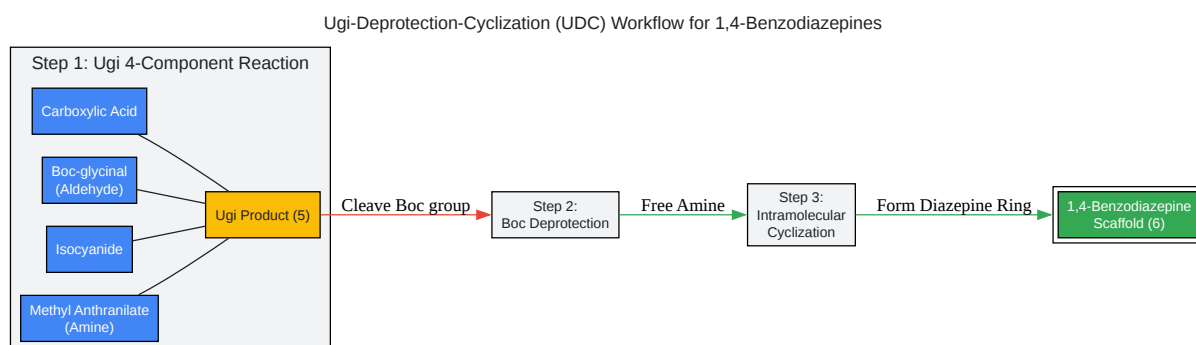 Ugi-Deprotection-Cyclization (UDC) Workflow for 1,4-Benzodiazepines
Step 1: Ugi 4-Component Reaction
Carboxylic Acid
Boc-glycinal
(Aldehyde)
Isocyanide
Methyl Anthranilate
(Amine)
Ugi Product (5)
Cleave Boc group
Step 2:
Boc Deprotection
Free Amine
Step 3:
Intramolecular
Cyclization
Form Diazepine Ring
1,4-Benzodiazepine
Scaffold (6)